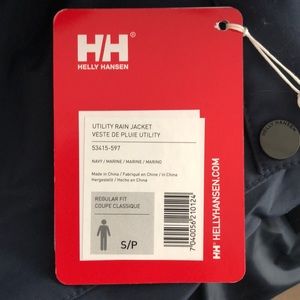 H/H
HELLY HANSEN
UTILITY RAIN JACKET
VESTE DE PLUIE UTILITY
53415-597
NAVY / MARINE / MARINE / MARINO
Made in China / Fabriqué en Chine / in China
Hergestellt / Hecho en China
REGULAR FIT
COUPE CLASSIQUE
S/P
7040056210124
H/H HELLYHANSEN.COM